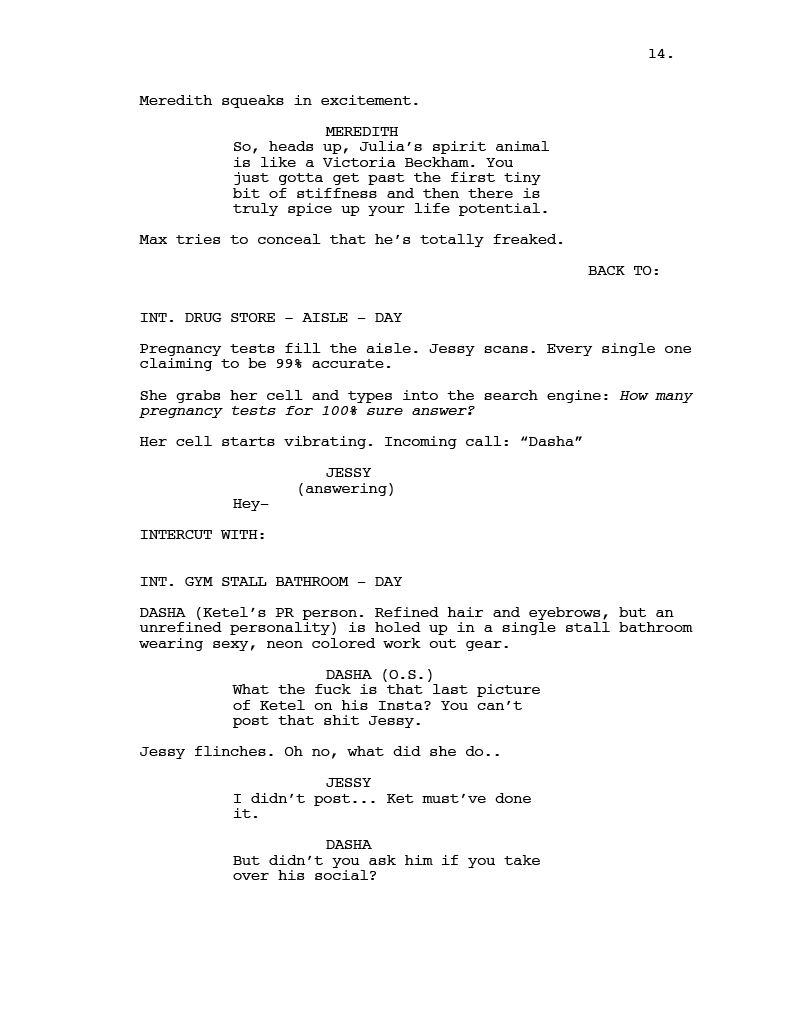 14.
Meredith squeaks in excitement.
MEREDITH
So, heads up, Julia’s spirit animal
is like a Victoria Beckham. You
just gotta get past the first tiny
bit of stiffness and then there is
truly spice up your life potential.
Max tries to conceal that he’s totally freaked.
BACK TO:
INT. DRUG STORE – AISLE – DAY
Pregnancy tests fill the aisle. Jessy scans. Every single one
claiming to be 99% accurate.
She grabs her cell and types into the search engine: How many
pregnancy tests for 100% sure answer?
Her cell starts vibrating. Incoming call: “Dasha”
JESSY
(answering)
Hey–
INTERCUT WITH:
INT. GYM STALL BATHROOM – DAY
DASHA (Ketel’s PR person. Refined hair and eyebrows, but an
unrefined personality) is holed up in a single stall bathroom
wearing sexy, neon colored work out gear.
DASHA (O.S.)
What the fuck is that last picture
of Ketel on his Insta? You can’t
post that shit Jessy.
Jessy flinches. Oh no, what did she do..
JESSY
I didn’t post... Ket must’ve done
it.
DASHA
But didn’t you ask him if you take
over his social?